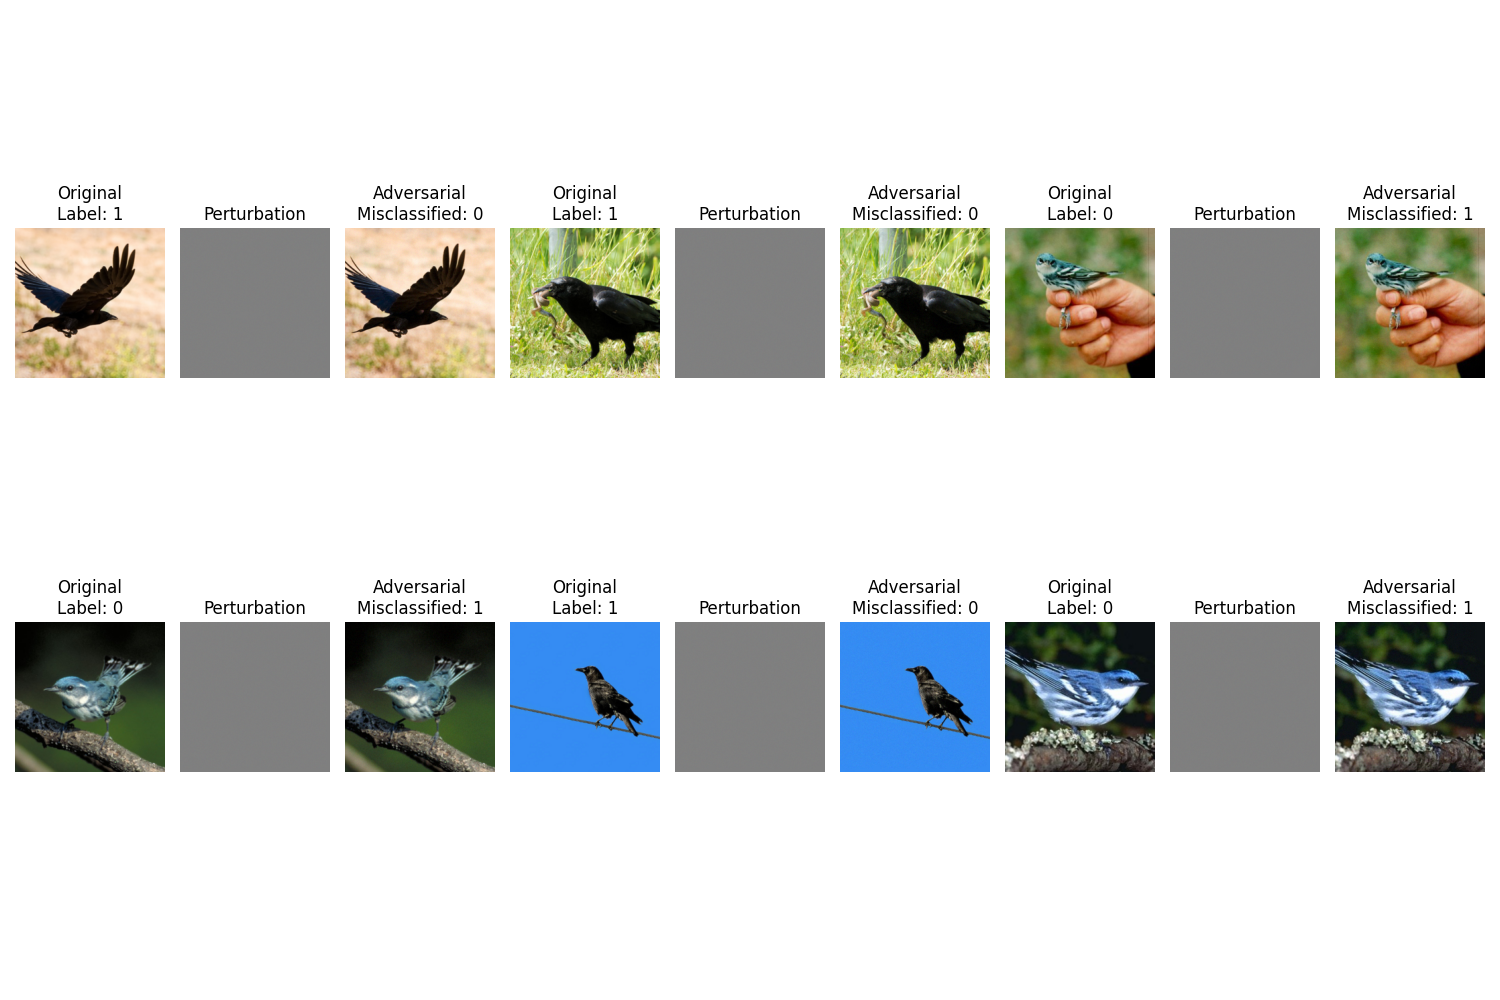 Original
Label: 1
Perturbation
Adversarial
Misclassified: 0
Original
Label: 1
Perturbation
Adversarial
Misclassified: 0
Original
Label: 0
Perturbation
Adversarial
Misclassified: 1
Original
Label: 0
Perturbation
Adversarial
Misclassified: 1
Original
Label: 1
Perturbation
Adversarial
Misclassified: 0
Original
Label: 0
Perturbation
Adversarial
Misclassified: 1